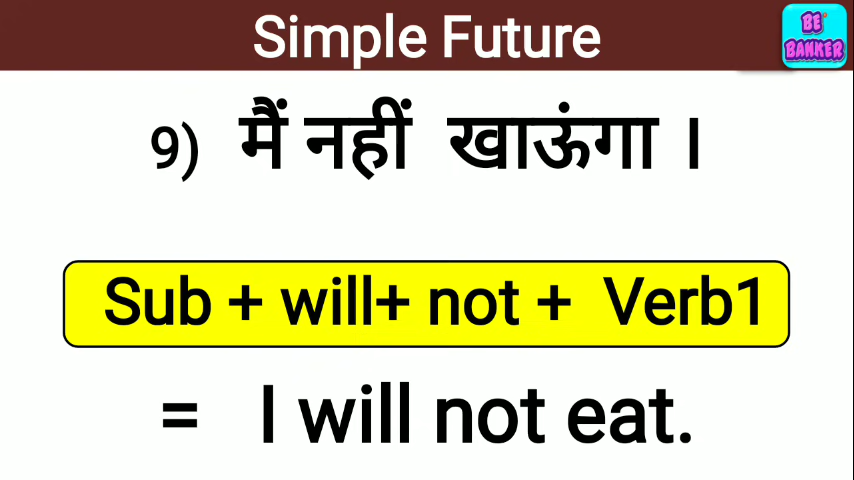 Simple Future
BE
BANKER
9) मैं नहीं खाऊंगा ।
Sub + will+ not + Verb1
= I will not eat.